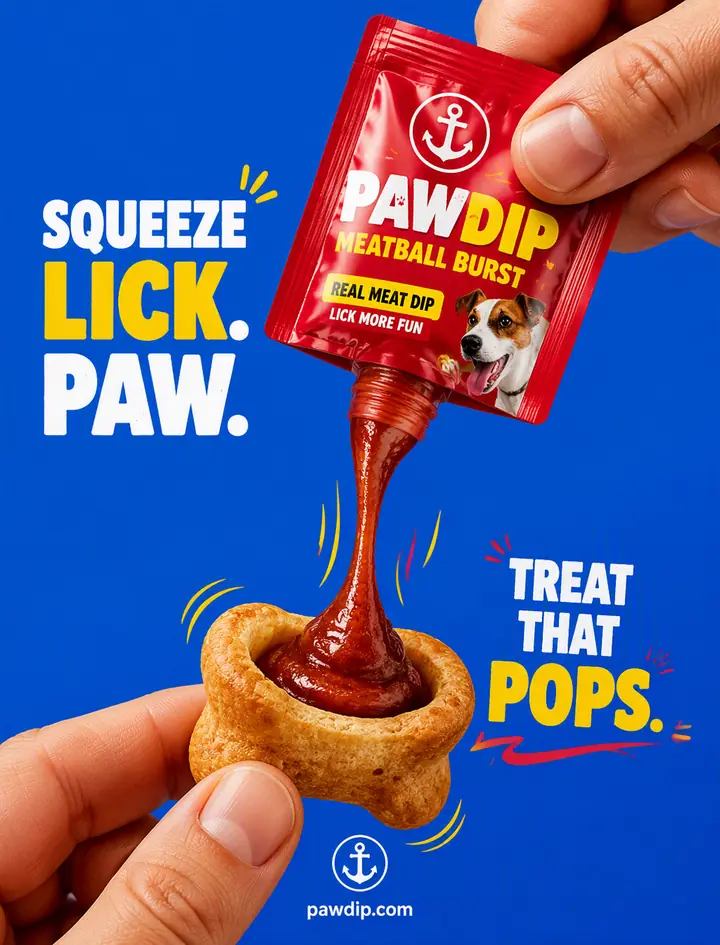 SQUEEZE
LICK.
PAW.
PAWDIP
MEATBALL BURST
REAL MEAT DIP
LICK MORE FUN
TREAT
THAT
POPS.
pawdip.com